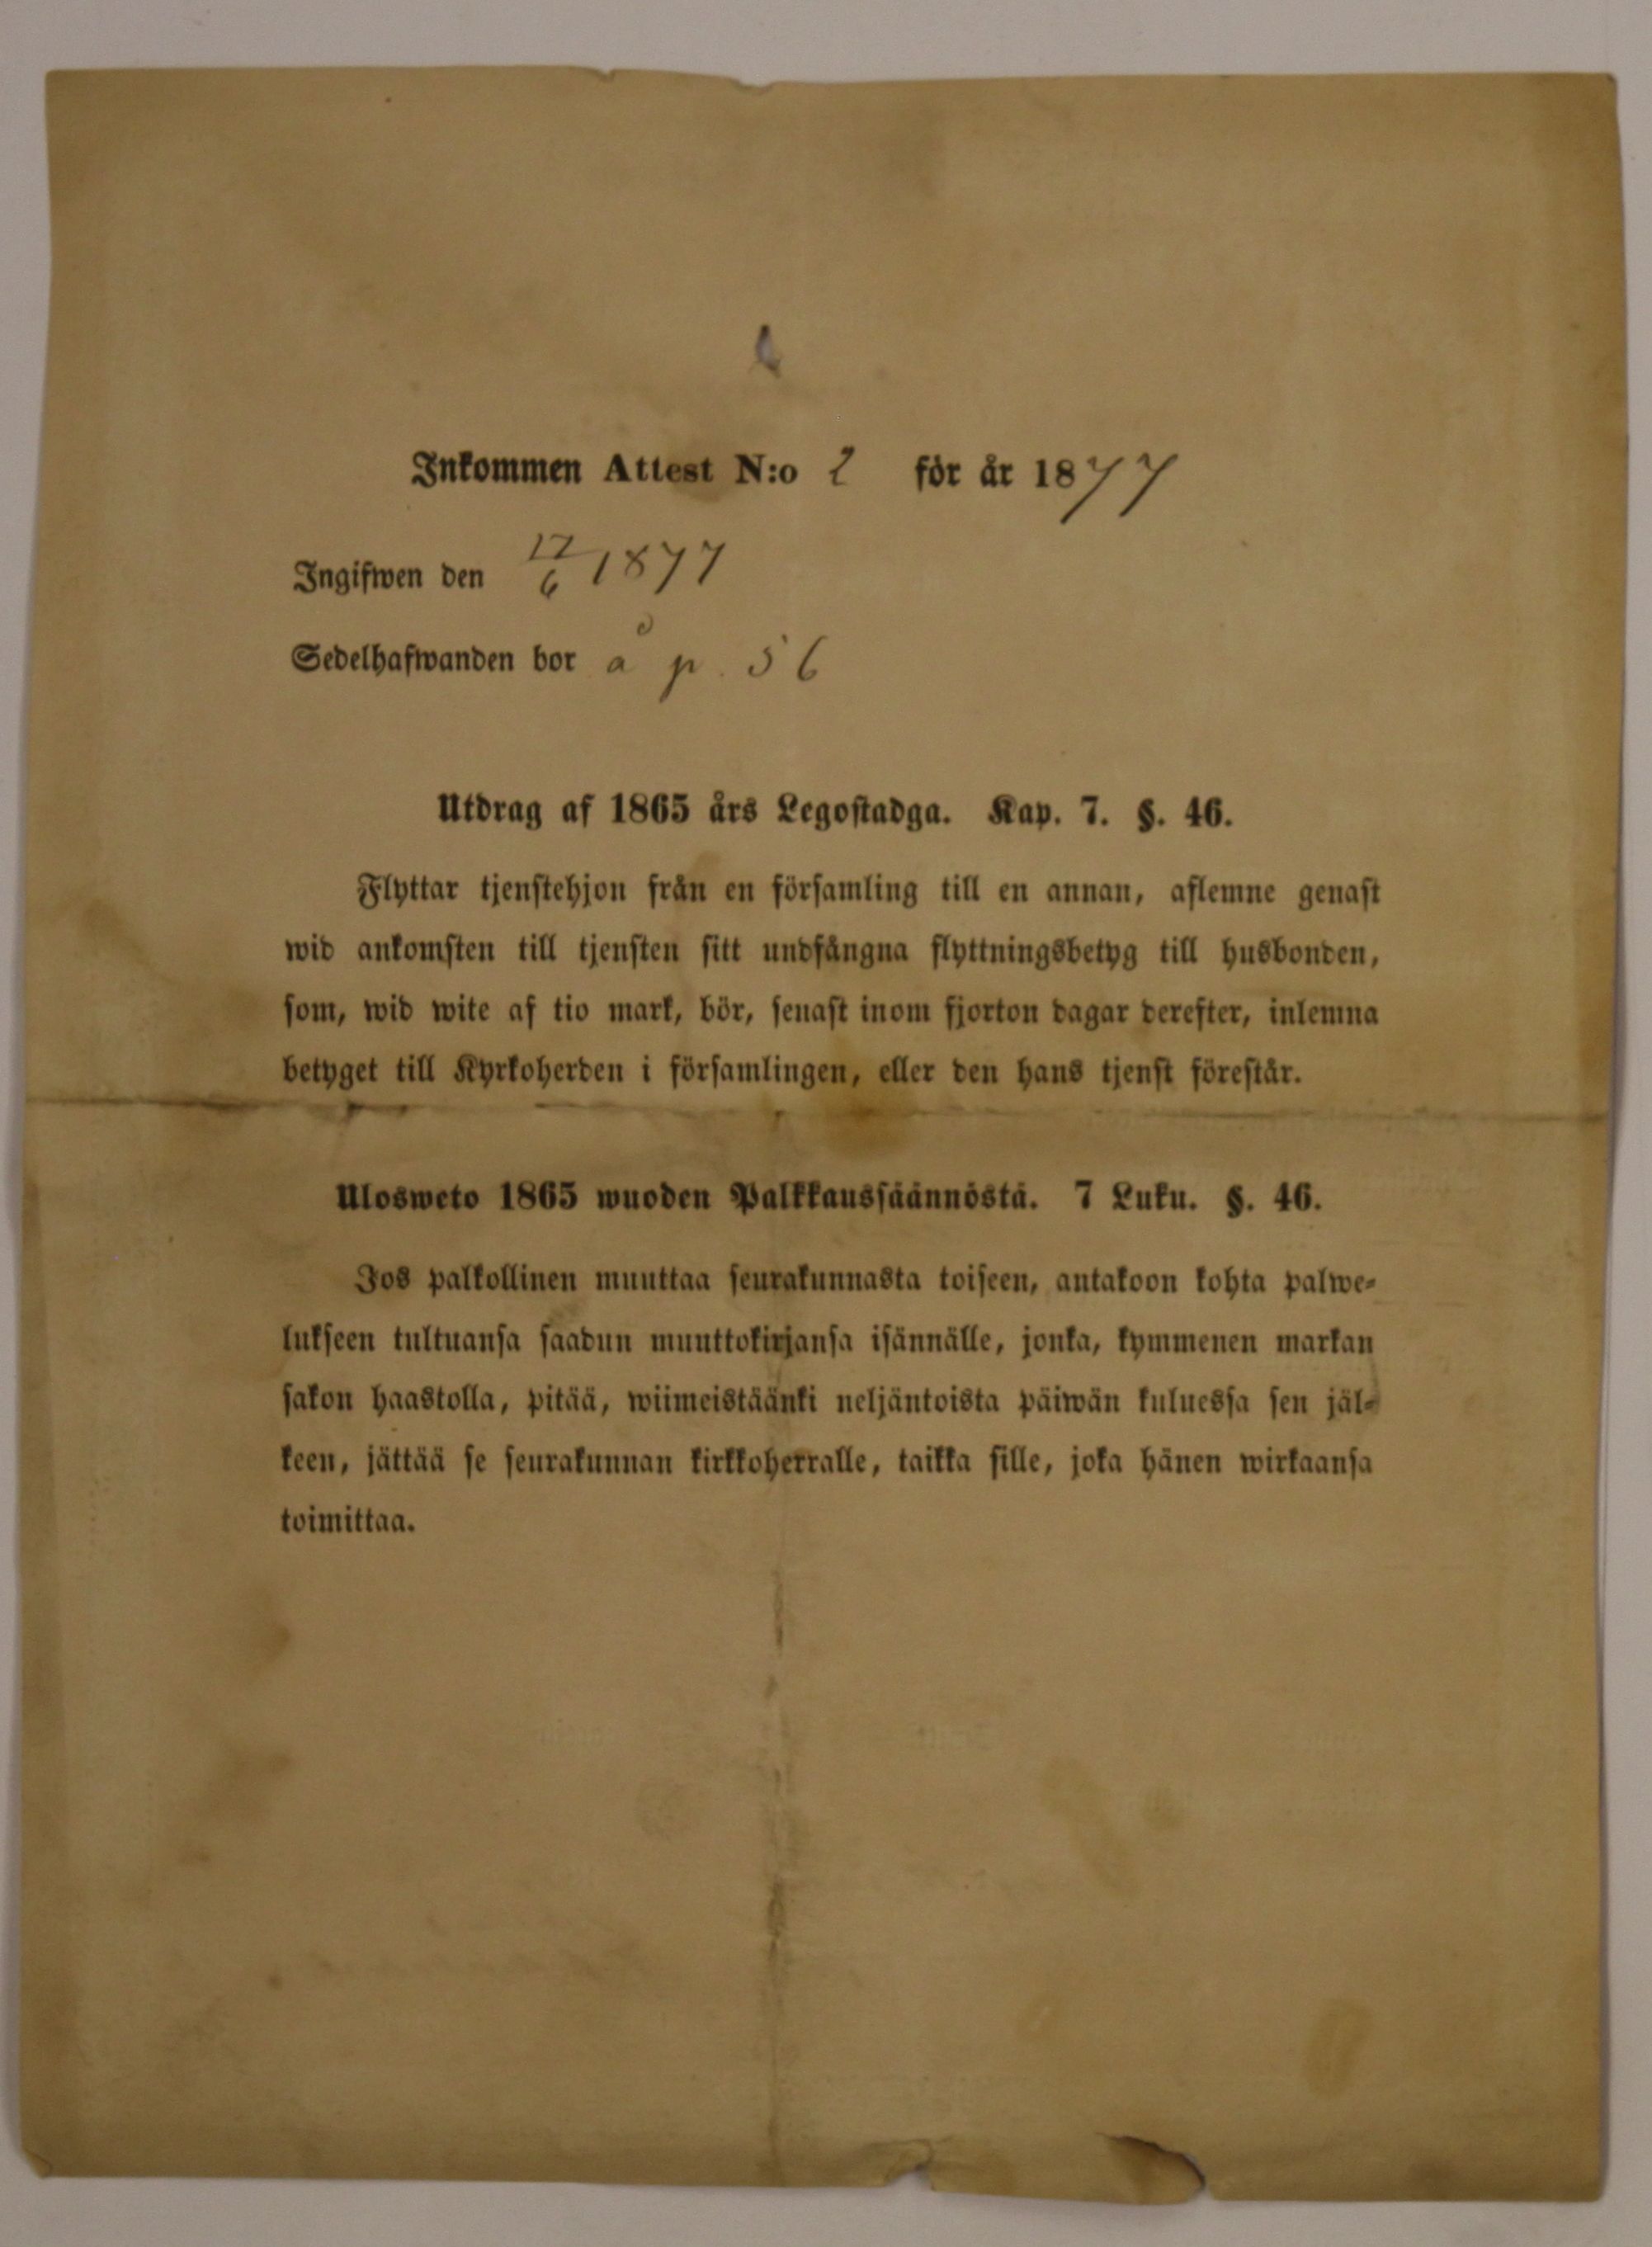 Inkommen Attest N:o 2 för år 1877
Ingifwen den 17/6 1877
Sedelhafwanden bor å p. 56
Utdrag af 1865 års Legostadga. Kap. 7. §. 46.
Flyttar tjenstehjon från en församling till en annan, aflemne genast
wid ankomsten till tjensten sitt undfångna flyttningsbetyg till husbonden,
som, wid wite af tio mark, bör, senast inom fjorton dagar derefter, inlemna
betyget till Kyrkoherden i församlingen, eller den hans tjenst förestår.
Ulosweto 1865 wuoden Palkkaussäännöstä. 7 Luku. §. 46.
Jos palkollinen muuttaa seurakunnasta toiseen, antakoon kohta palwe-
lukseen tultuansa saadun muuttokirjansa isännälle, jonka, kymmenen markan
sakon haastolla, pitää, wiimeistäänki neljäntoista päiwän kuluessa sen jäl-
keen, jättää se seurakunnan kirkkoherralle, taikka sille, joka hänen wirkaansa
toimittaa.